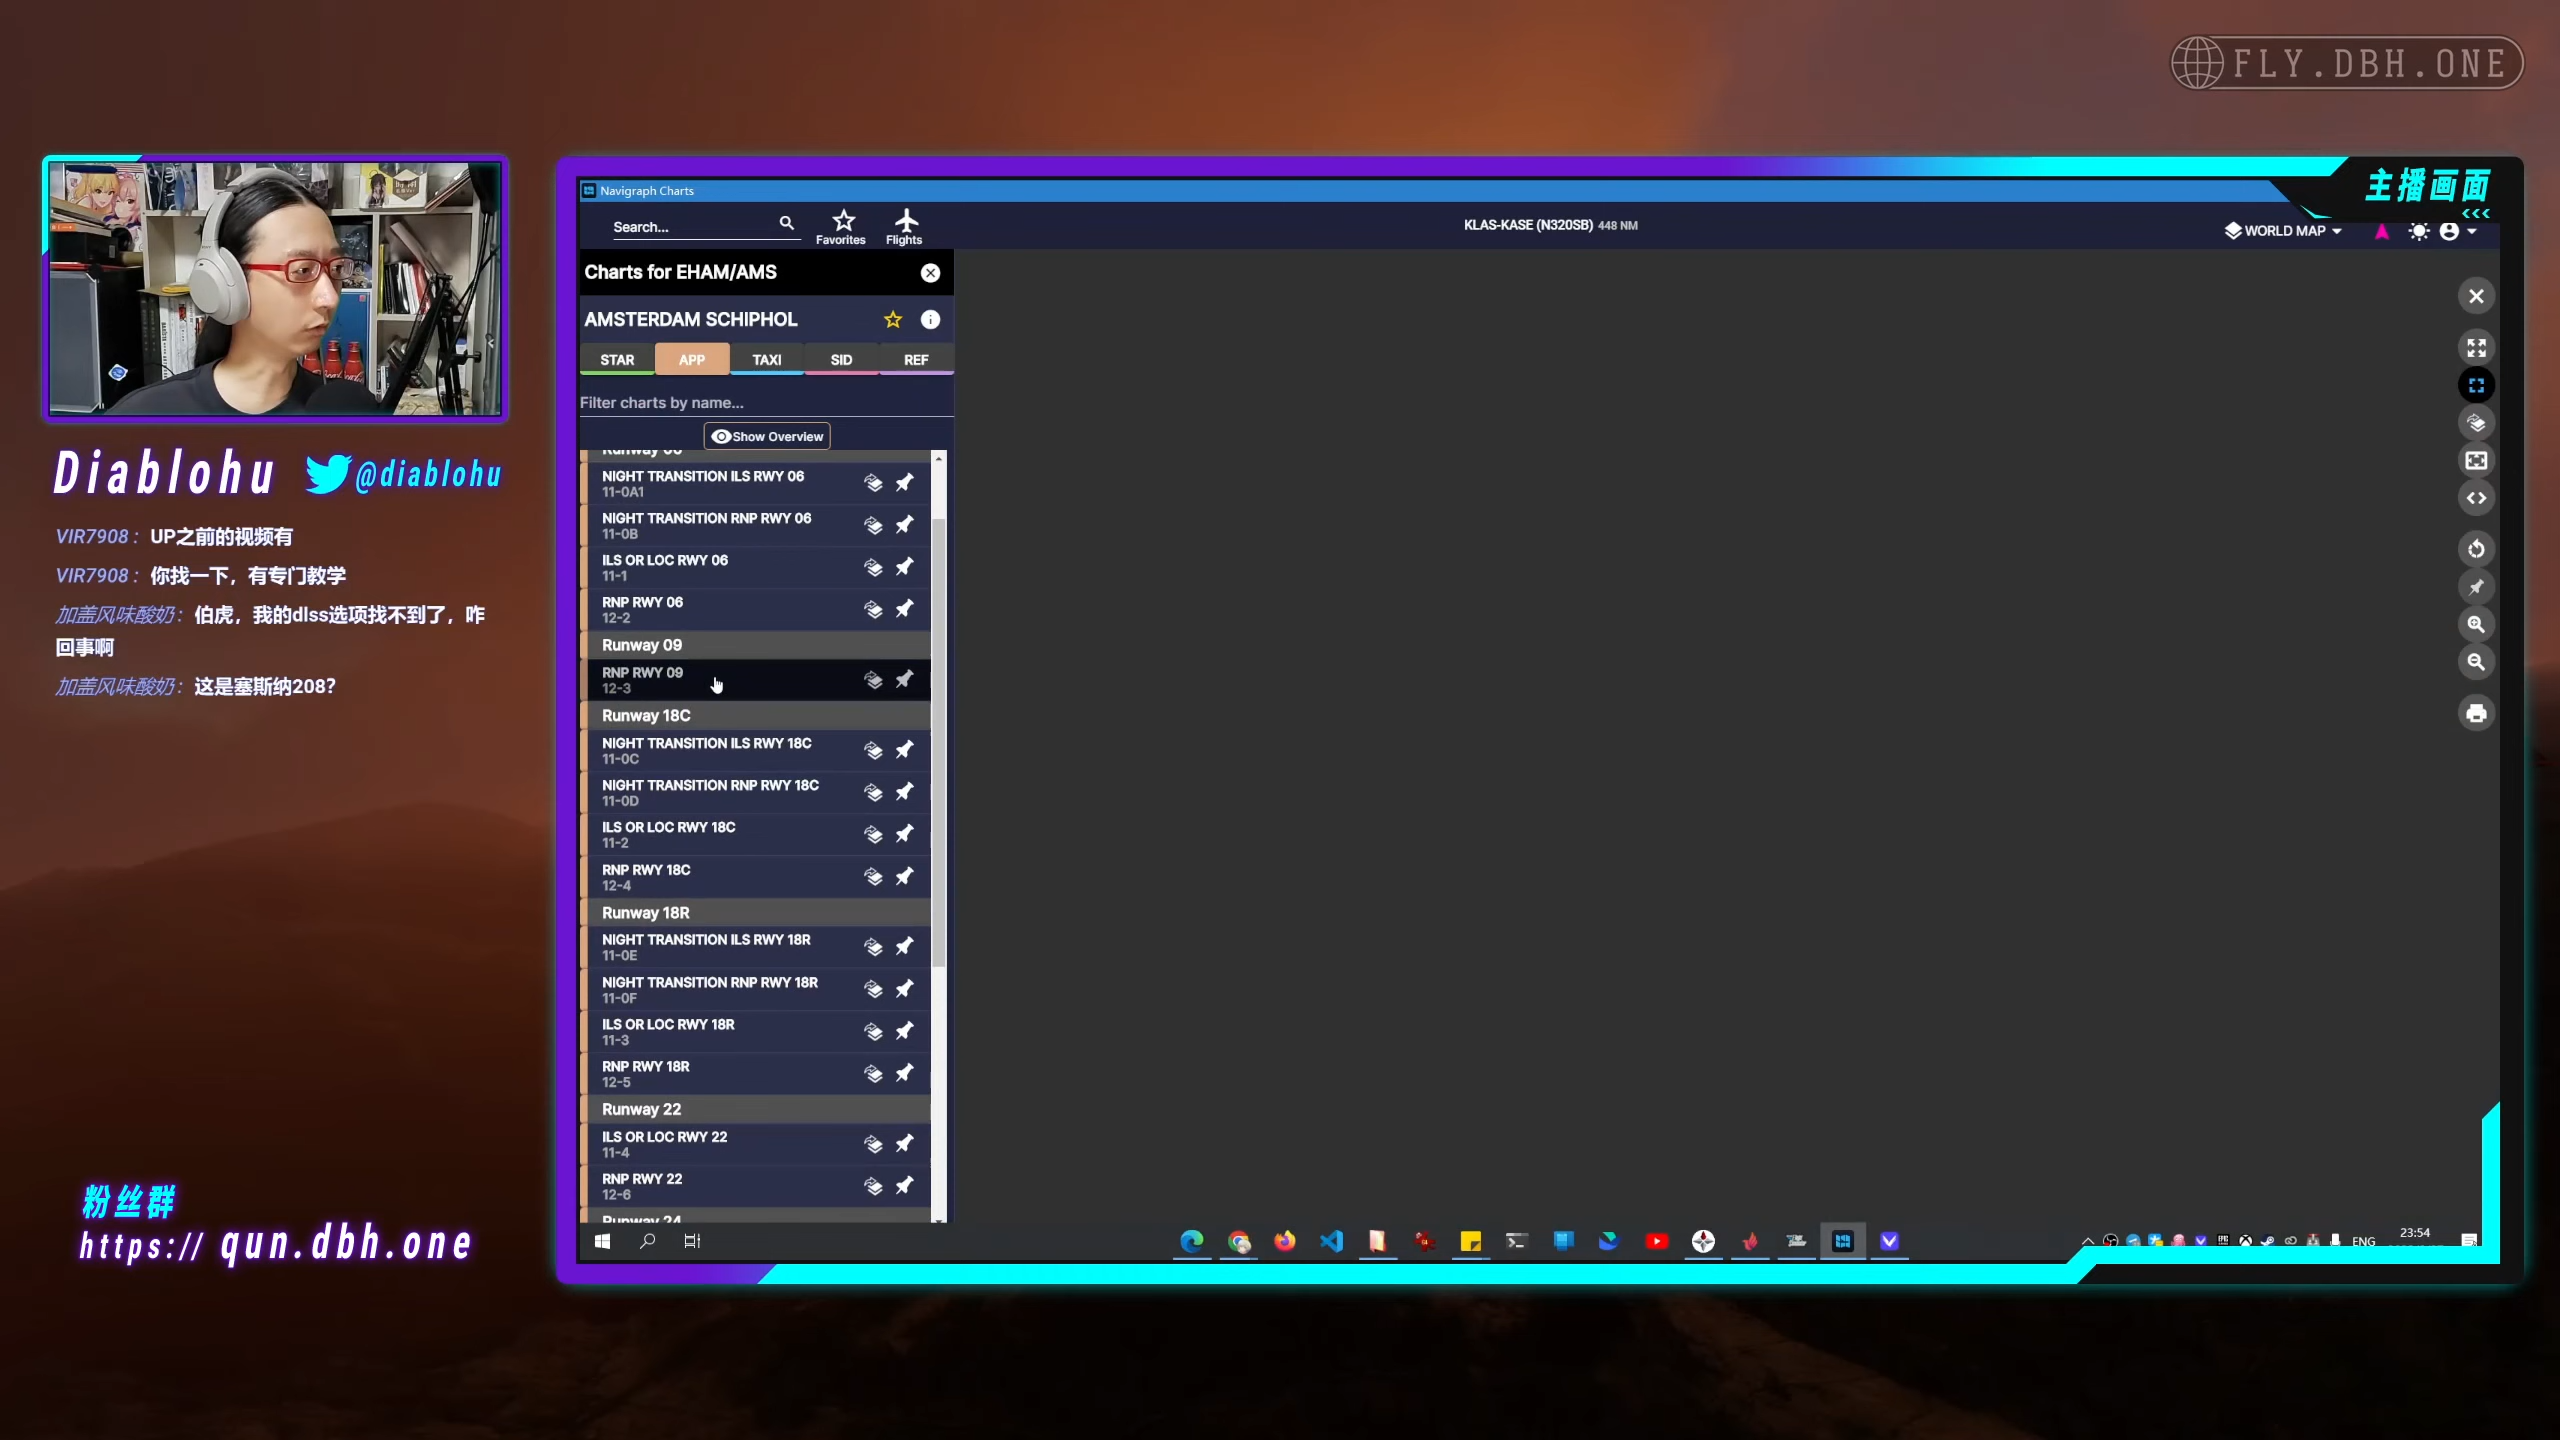 FLY.DBH.ONE
主播画面
Navigraph Charts
Search...
Favorites
Flights
KLAS-KASE (N320SB) 448 NM
WORLD MAP
Charts for EHAM/AMS
AMSTERDAM SCHIPHOL
STAR
APP
TAXI
SID
REF
Filter charts by name...
Show Overview
NIGHT TRANSITION ILS RWY 06
11-0A1
NIGHT TRANSITION RNP RWY 06
11-0B
ILS OR LOC RWY 06
11-1
RNP RWY 06
12-2
Runway 09
RNP RWY 09
12-3
Runway 18C
NIGHT TRANSITION ILS RWY 18C
11-0C
NIGHT TRANSITION RNP RWY 18C
11-0D
ILS OR LOC RWY 18C
11-2
RNP RWY 18C
12-4
Runway 18R
NIGHT TRANSITION ILS RWY 18R
11-0E
NIGHT TRANSITION RNP RWY 18R
11-0F
ILS OR LOC RWY 18R
11-3
RNP RWY 18R
12-5
Runway 22
ILS OR LOC RWY 22
11-4
RNP RWY 22
12-6
Runway 24
ENG
23:54
Diablohu
@diablohu
VIR7908： UP之前的视频有
VIR7908： 你找一下，有专门教学
加盖风味酸奶： 伯虎，我的dlss选项找不到了，咋
回事啊
加盖风味酸奶： 这是塞斯纳208?
粉丝群
https:// qun.dbh.one